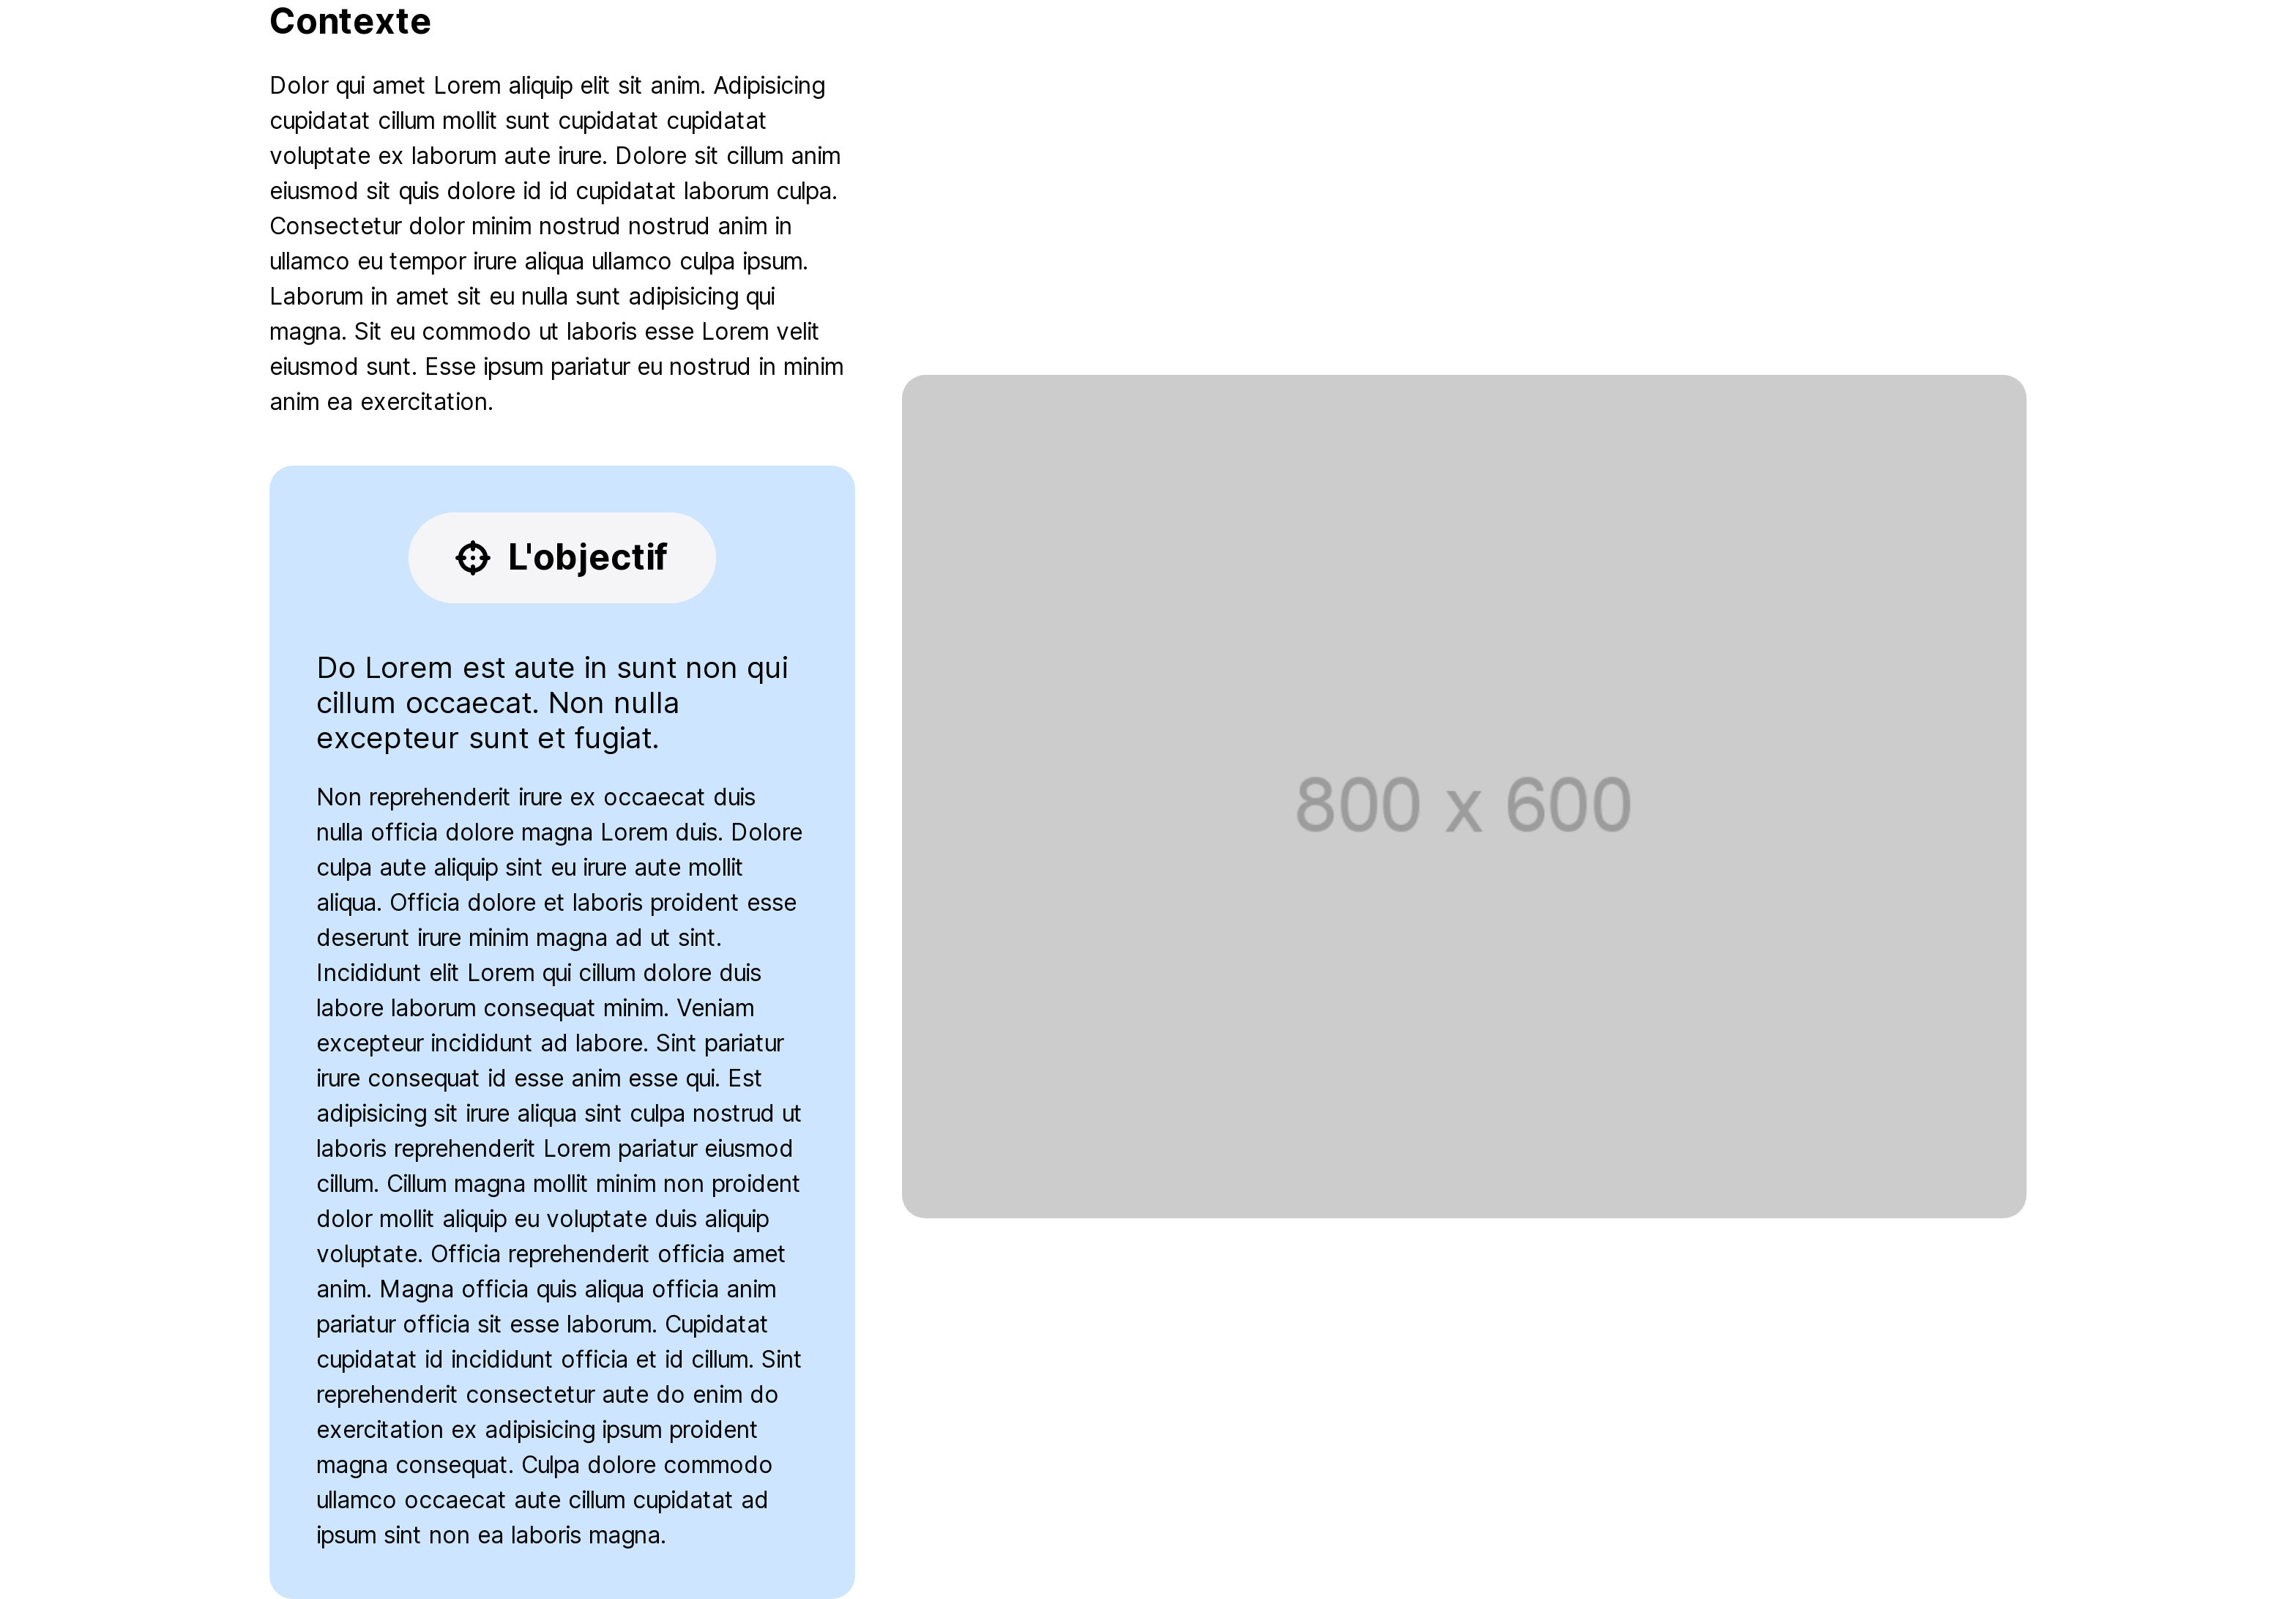 Contexte
Dolor qui amet Lorem aliquip elit sit anim. Adipisicing
cupidatat cillum mollit sunt cupidatat cupidatat
voluptate ex laborum aute irure. Dolore sit cillum anim
eiusmod sit quis dolore id id cupidatat laborum culpa.
Consectetur dolor minim nostrud nostrud anim in
ullamco eu tempor irure aliqua ullamco culpa ipsum.
Laborum in amet sit eu nulla sunt adipisicing qui
magna. Sit eu commodo ut laboris esse Lorem velit
eiusmod sunt. Esse ipsum pariatur eu nostrud in minim
anim ea exercitation.
L'objectif
Do Lorem est aute in sunt non qui
cillum occaecat. Non nulla
excepteur sunt et fugiat.
Non reprehenderit irure ex occaecat duis
nulla officia dolore magna Lorem duis. Dolore
culpa aute aliquip sint eu irure aute mollit
aliqua. Officia dolore et laboris proident esse
deserunt irure minim magna ad ut sint.
Incididunt elit Lorem qui cillum dolore duis
labore laborum consequat minim. Veniam
excepteur incididunt ad labore. Sint pariatur
irure consequat id esse anim esse qui. Est
adipisicing sit irure aliqua sint culpa nostrud ut
laboris reprehenderit Lorem pariatur eiusmod
cillum. Cillum magna mollit minim non proident
dolor mollit aliquip eu voluptate duis aliquip
voluptate. Officia reprehenderit officia amet
anim. Magna officia quis aliqua officia anim
pariatur officia sit esse laborum. Cupidatat
cupidatat id incididunt officia et id cillum. Sint
reprehenderit consectetur aute do enim do
exercitation ex adipisicing ipsum proident
magna consequat. Culpa dolore commodo
ullamco occaecat aute cillum cupidatat ad
ipsum sint non ea laboris magna.
800 x 600